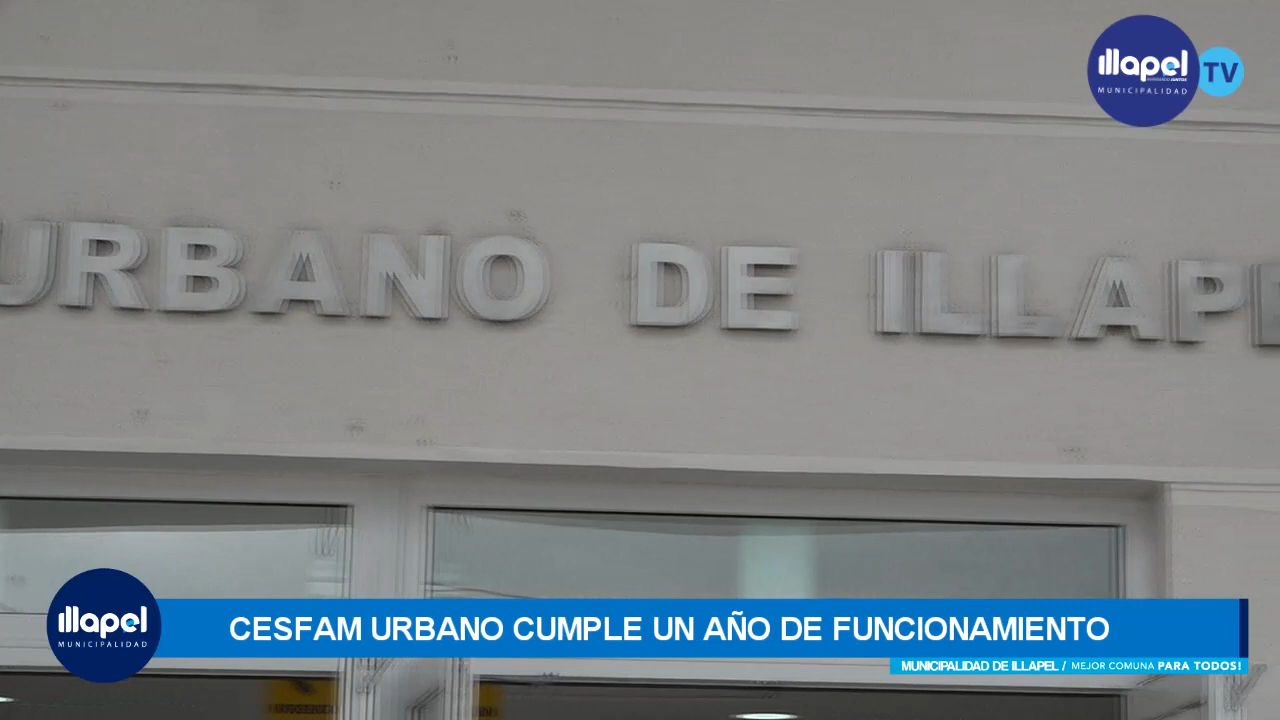 illapel
MUNICIPALIDAD
TV
URBANO DE ILLAPE
illapel
MUNICIPALIDAD
CESFAM URBANO CUMPLE UN AÑO DE FUNCIONAMIENTO
MUNICIPALIDAD DE ILLAPEL / MEJOR COMUNA PARA TODOS!